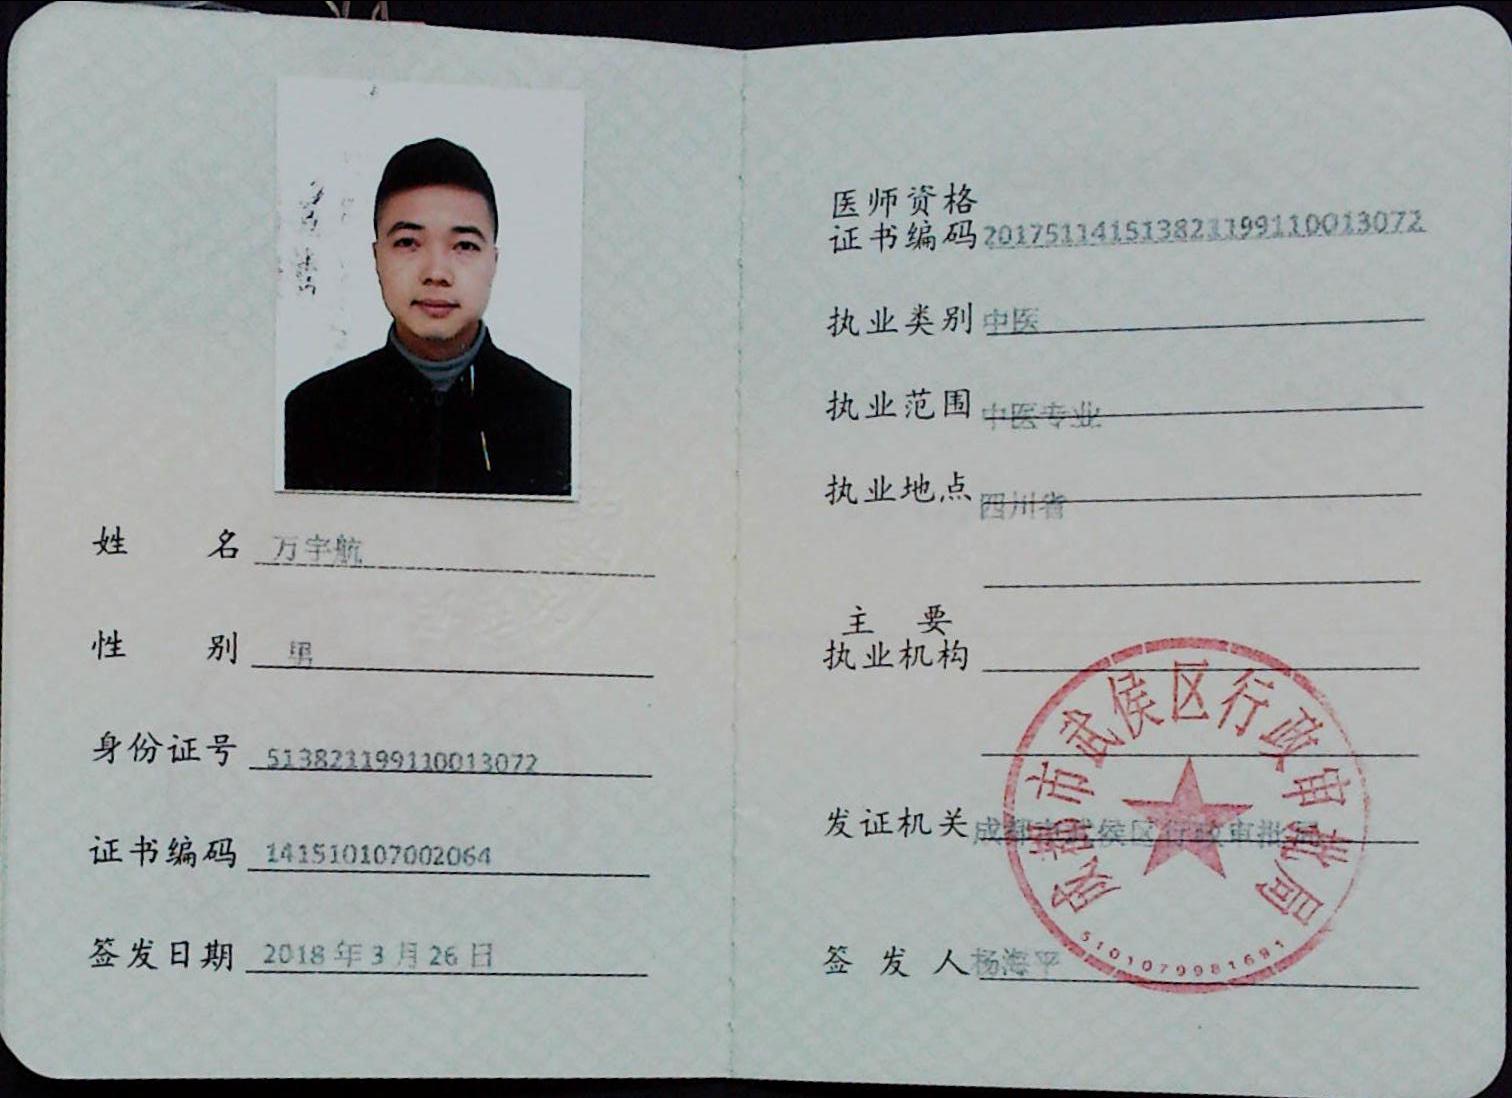 姓名 万宇航
性别 男
身份证号 513821199110013072
证书编码 141510107002064
签发日期 2018年3月26日
医师资格
证书编码 201751141513821199110013072
执业类别 中医
执业范围 中医专业
执业地点 四川省
主要
执业机构
发证机关 成都市武侯区行政审批局
签发人 杨海平
成都市武侯区行政审批局
5101079981691